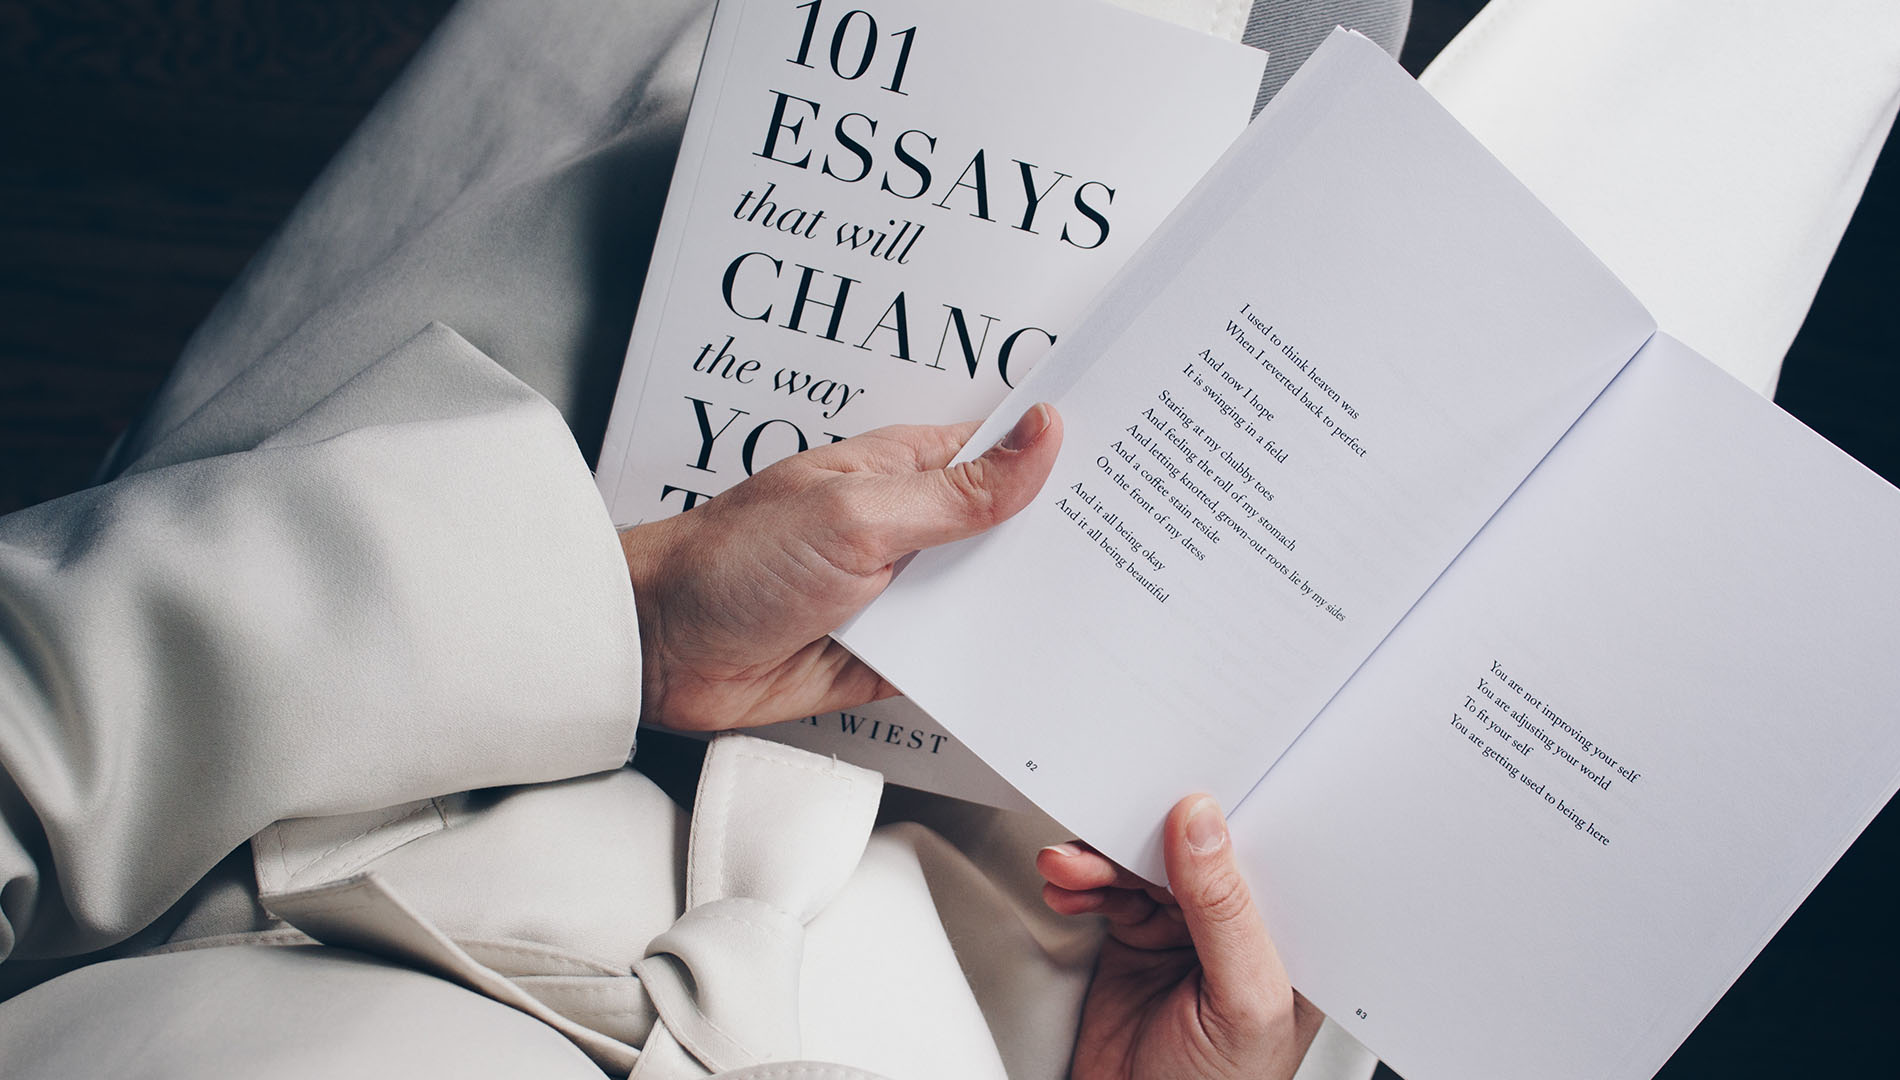 101
ESSAYS
that will
CHANG
the way
YOU
A WIEST
I used to think heaven was
When I reverted back to perfect
And now I hope
It is swinging in a field
Staring at my chubby toes
And feeling the roll of my stomach
And letting knotted, grown-out roots lie by my sides
And a coffee stain reside
On the front of my dress
And it all being okay
And it all being beautiful
82
You are not improving your self
You are adjusting your world
To fit your self
You are getting used to being here
83